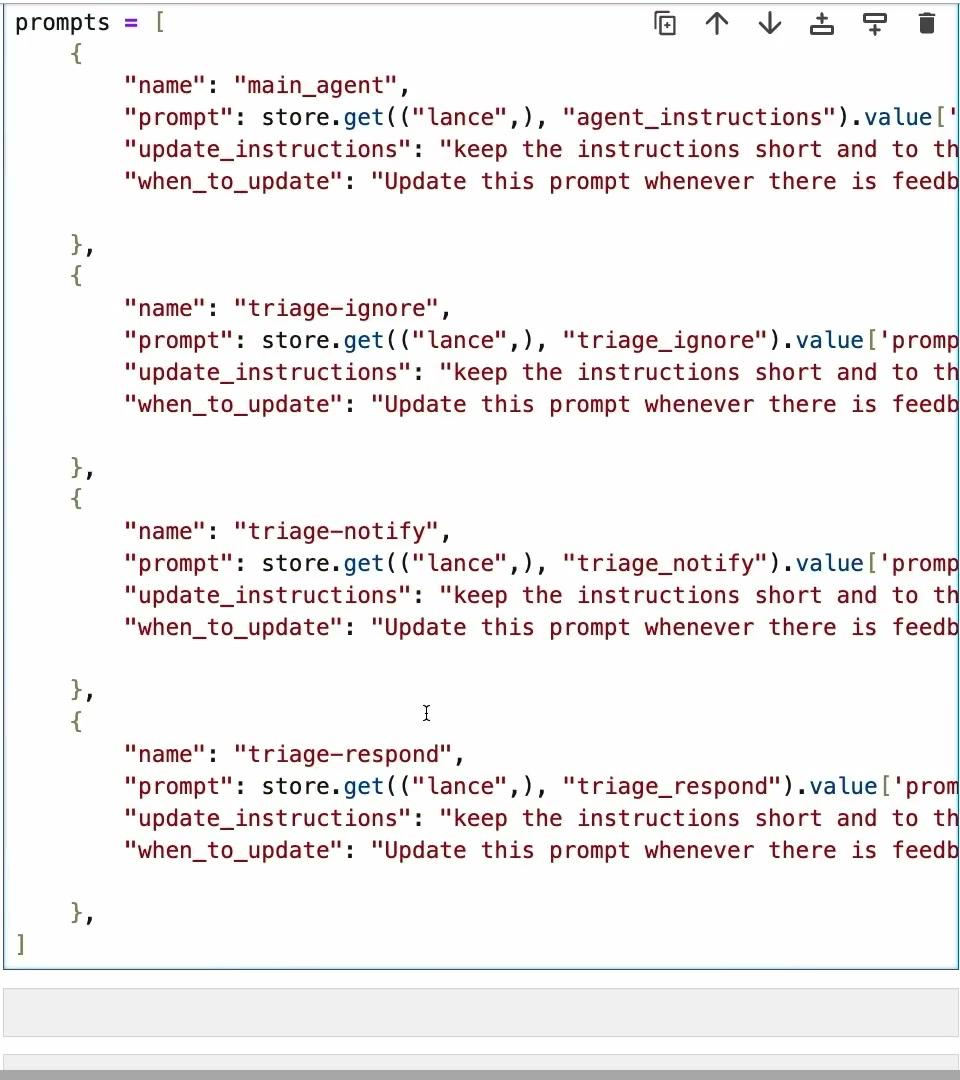 prompts = [
    {
        "name": "main_agent",
        "prompt": store.get(("lance",), "agent_instructions").value['
        "update_instructions": "keep the instructions short and to th
        "when_to_update": "Update this prompt whenever there is feedb
    },
    {
        "name": "triage-ignore",
        "prompt": store.get(("lance",), "triage_ignore").value['promp
        "update_instructions": "keep the instructions short and to th
        "when_to_update": "Update this prompt whenever there is feedb
    },
    {
        "name": "triage-notify",
        "prompt": store.get(("lance",), "triage_notify").value['promp
        "update_instructions": "keep the instructions short and to th
        "when_to_update": "Update this prompt whenever there is feedb
    },
    {
        "name": "triage-respond",
        "prompt": store.get(("lance",), "triage_respond").value['prom
        "update_instructions": "keep the instructions short and to th
        "when_to_update": "Update this prompt whenever there is feedb
    },
]